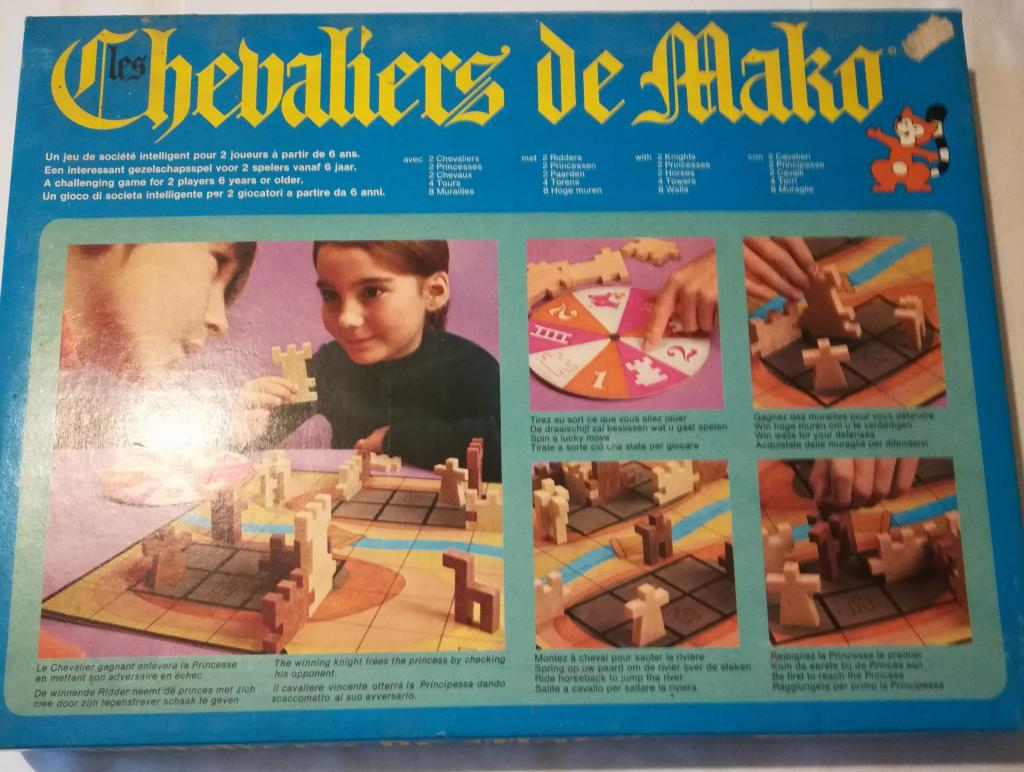 les Chevaliers de Mako
Un jeu de société intelligent pour 2 joueurs à partir de 6 ans.
Een interessant gezelschapsspel voor 2 spelers vanaf 6 jaar.
A challenging game for 2 players 6 years or older.
Un gioco di societa intelligente per 2 giocatori a partire da 6 anni.
avec 2 Chevaliers
2 Princesses
2 Chevaux
4 Tours
8 Murailles
met 2 Ridders
2 Princessen
2 Paarden
4 Torens
8 Hoge muren
with 2 Knights
2 Princesses
2 Horses
4 Towers
8 Walls
con 2 Cavalieri
2 Principesse
2 Cavalli
4 Torri
8 Muraglie
2
1
2
Tirez au sort ce que vous allez jouer
De draaischijf zal beslissen wat u gaat spelen
Spin a lucky move
Tirate a sorte ciò che state per giocare
Gagnez des murailles pour vous défendre
Win hoge muren om u te verdedigen
Win walls for your defenses
Acquistate delle muraglie per difendervi
Le Chevalier gagnant enlèvera la Princesse
en mettant son adversaire en échec
De winnende Ridder neemt de princes met zich
mee door zijn tegenstrever schaak te geven
The winning knight frees the princess by checking
his opponent.
Il cavaliere vincente otterrà la Principessa dando
scaccomatto al suo avversario.
Montez à cheval pour sauter la rivière
Spring op uw paard om de rivier over te steken
Ride horseback to jump the river
Salite a cavallo per saltare la riviera
Rejoignez la Princesse le premier
Kom de eerste bij de Princes aan
Be first to reach the Princess
Raggiungete per primo la Principessa